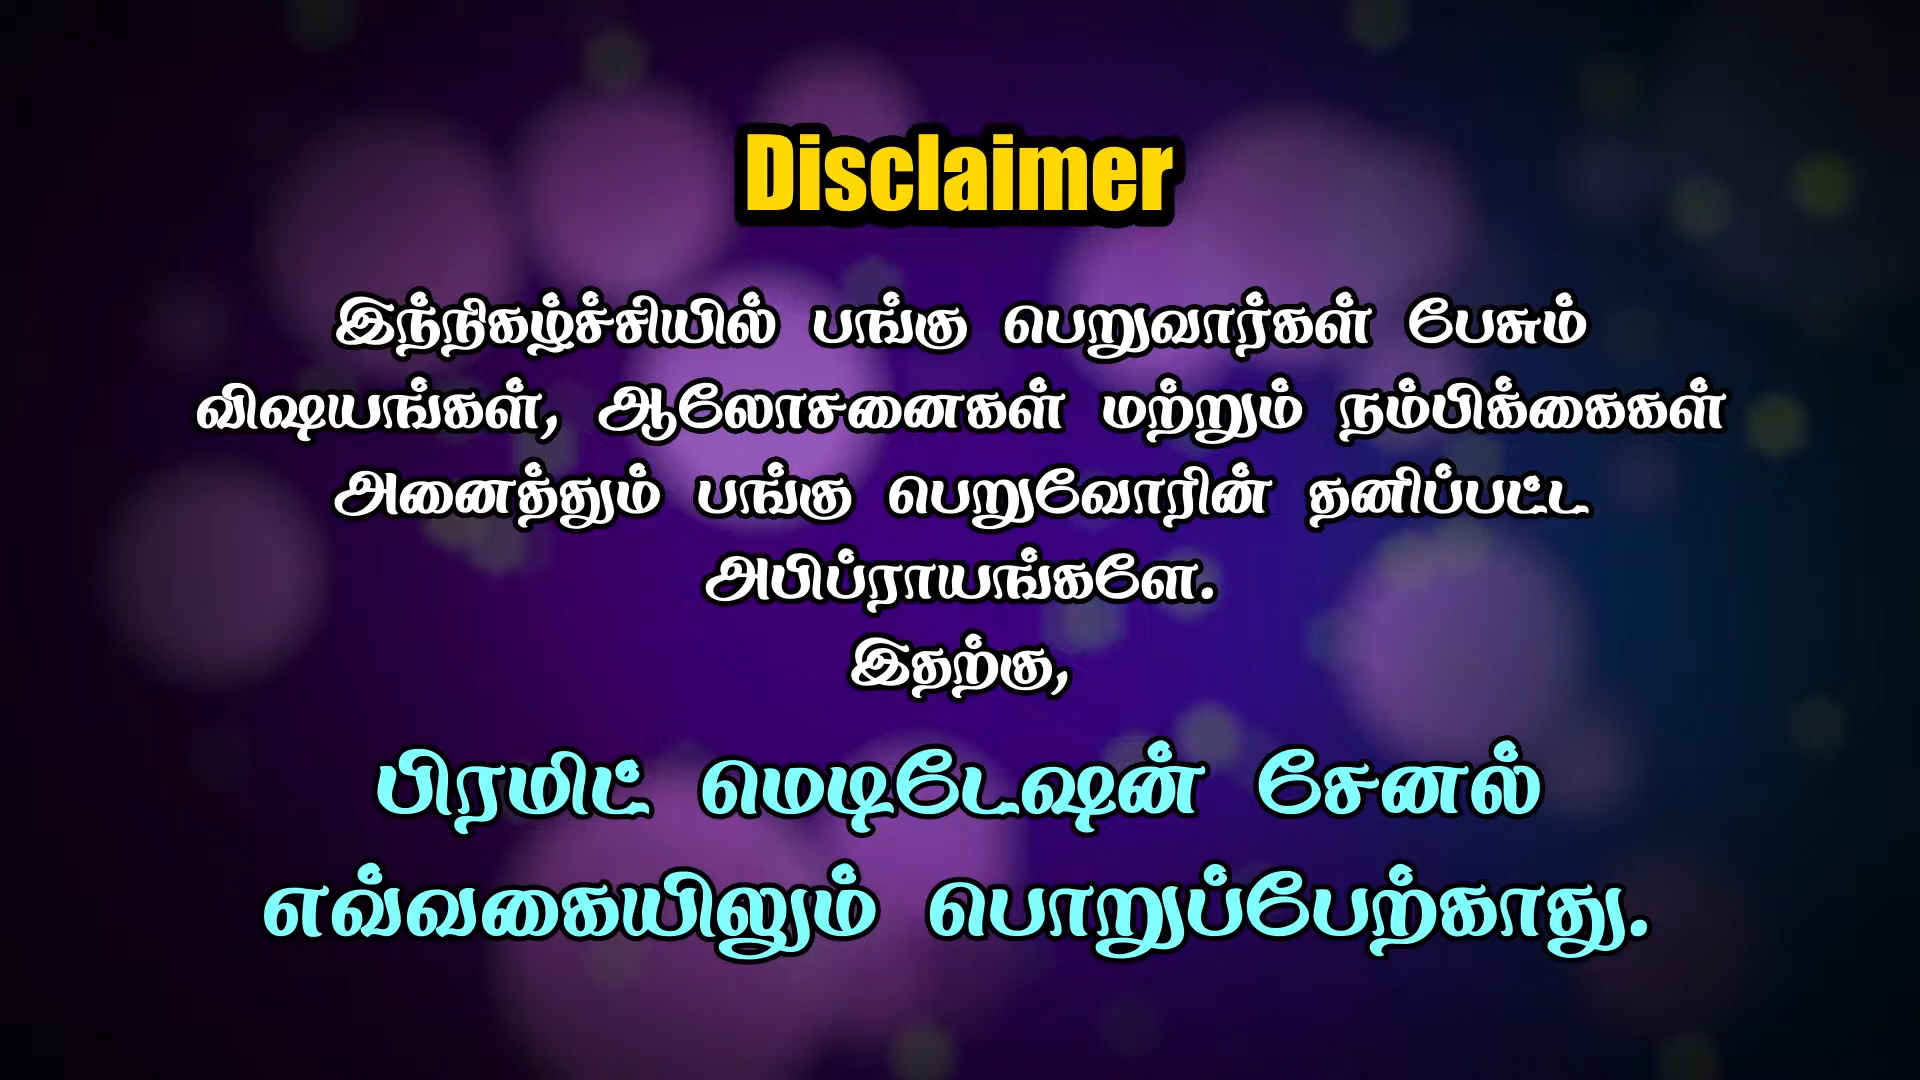 Disclaimer
இந்நிகழ்ச்சியில் பங்கு பெறுவார்கள் பேசும்
விஷயங்கள், ஆலோசனைகள் மற்றும் நம்பிக்கைகள்
அனைத்தும் பங்கு பெறுவோரின் தனிப்பட்ட
அபிப்ராயங்களே.
இதற்கு,
பிரமிட் மெடிடேஷன் சேனல்
எவ்வகையிலும் பொறுப்பேற்காது.